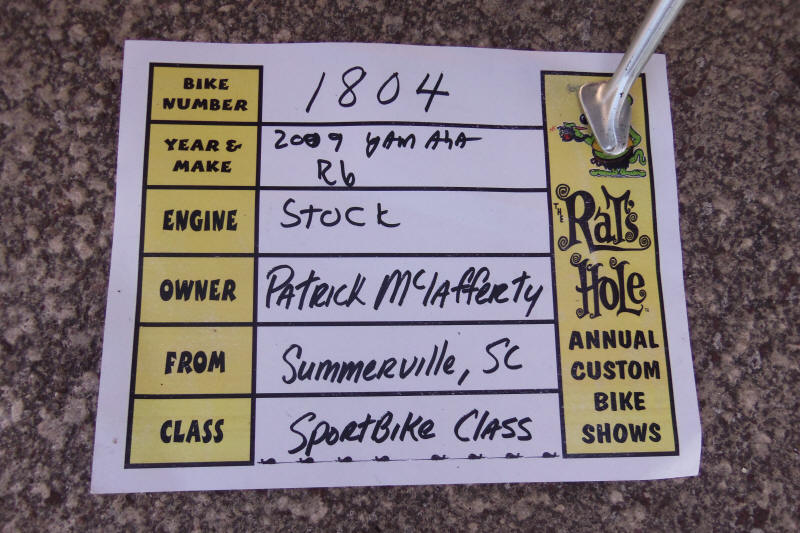 BIKE NUMBER 1804
YEAR & MAKE 2009 YAMAHA
R6
ENGINE STOCK
OWNER PATRICK McLAfferty
FROM Summerville, SC
CLASS SPORTBIKE CLASS
THE
RAT'S
HOLE
ANNUAL
CUSTOM
BIKE
SHOWS